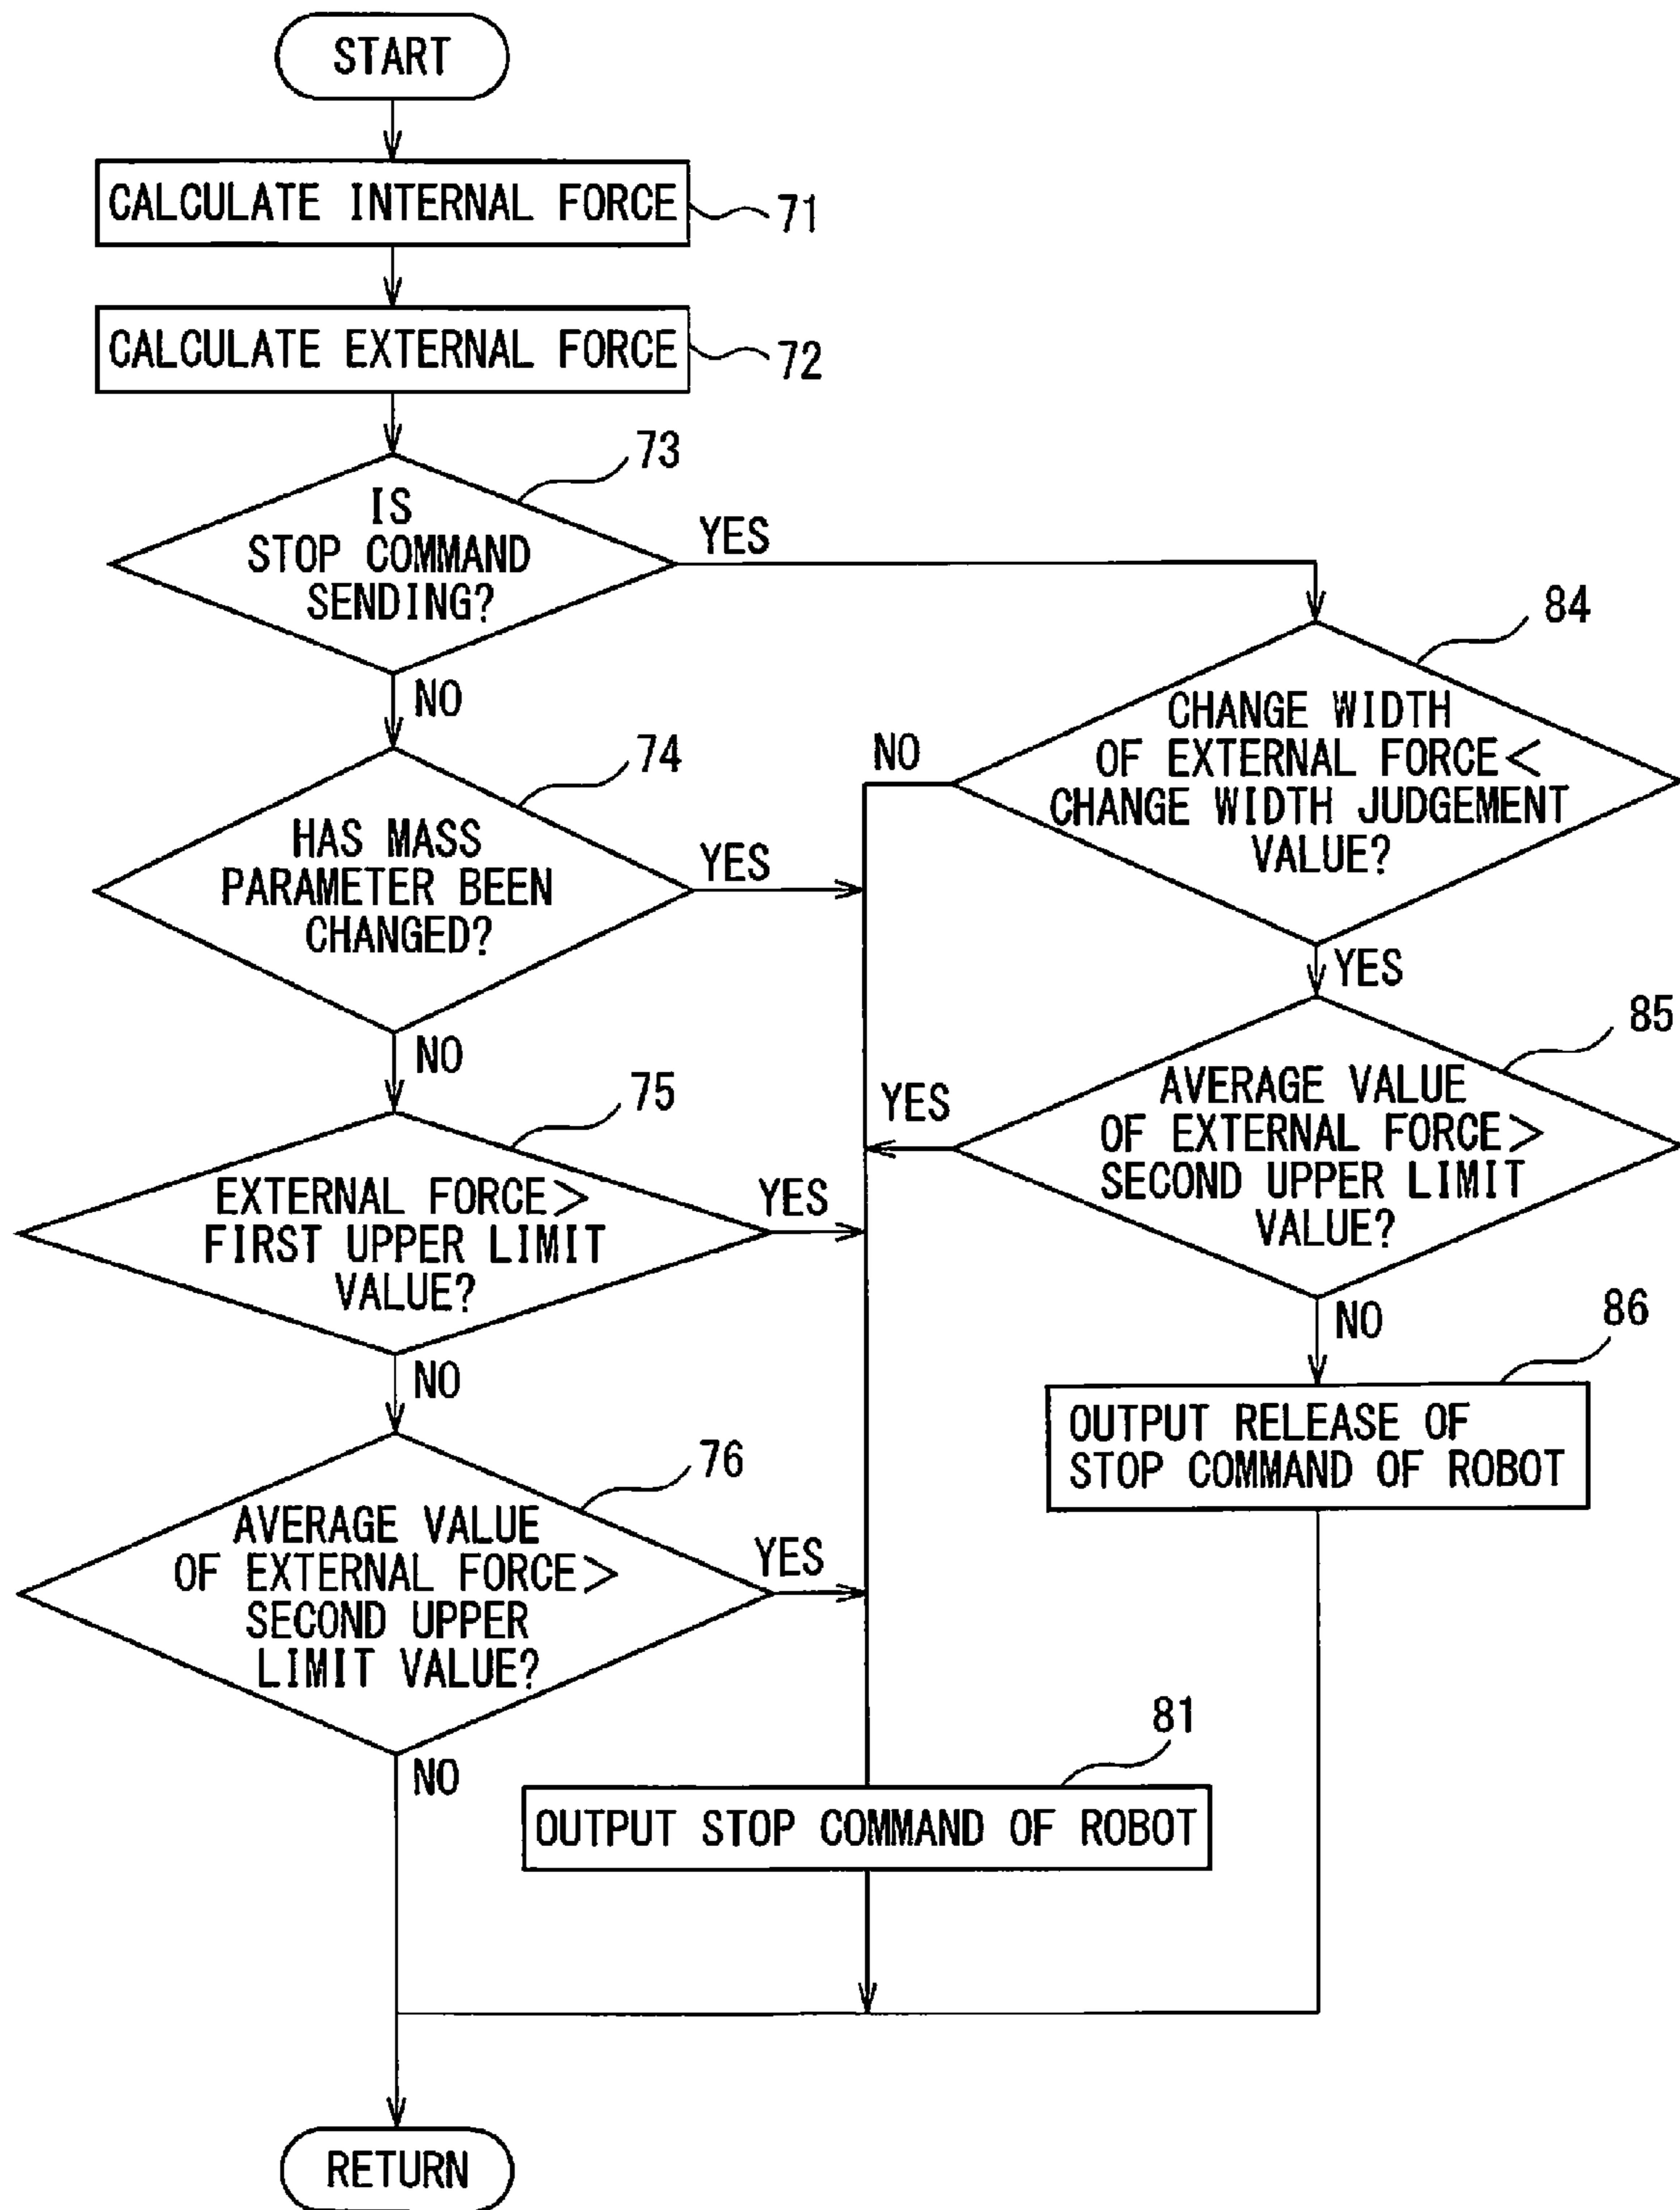 START
CALCULATE INTERNAL FORCE
71
CALCULATE EXTERNAL FORCE
72
73
IS
STOP COMMAND
SENDING?
YES
NO
84
CHANGE WIDTH
OF EXTERNAL FORCE<
CHANGE WIDTH JUDGEMENT
VALUE?
NO
YES
74
HAS MASS
PARAMETER BEEN
CHANGED?
YES
NO
85
AVERAGE VALUE
OF EXTERNAL FORCE>
SECOND UPPER LIMIT
VALUE?
YES
NO
75
EXTERNAL FORCE>
FIRST UPPER LIMIT
VALUE?
YES
NO
86
OUTPUT RELEASE OF
STOP COMMAND OF ROBOT
76
AVERAGE VALUE
OF EXTERNAL FORCE>
SECOND UPPER
LIMIT VALUE?
YES
NO
81
OUTPUT STOP COMMAND OF ROBOT
RETURN